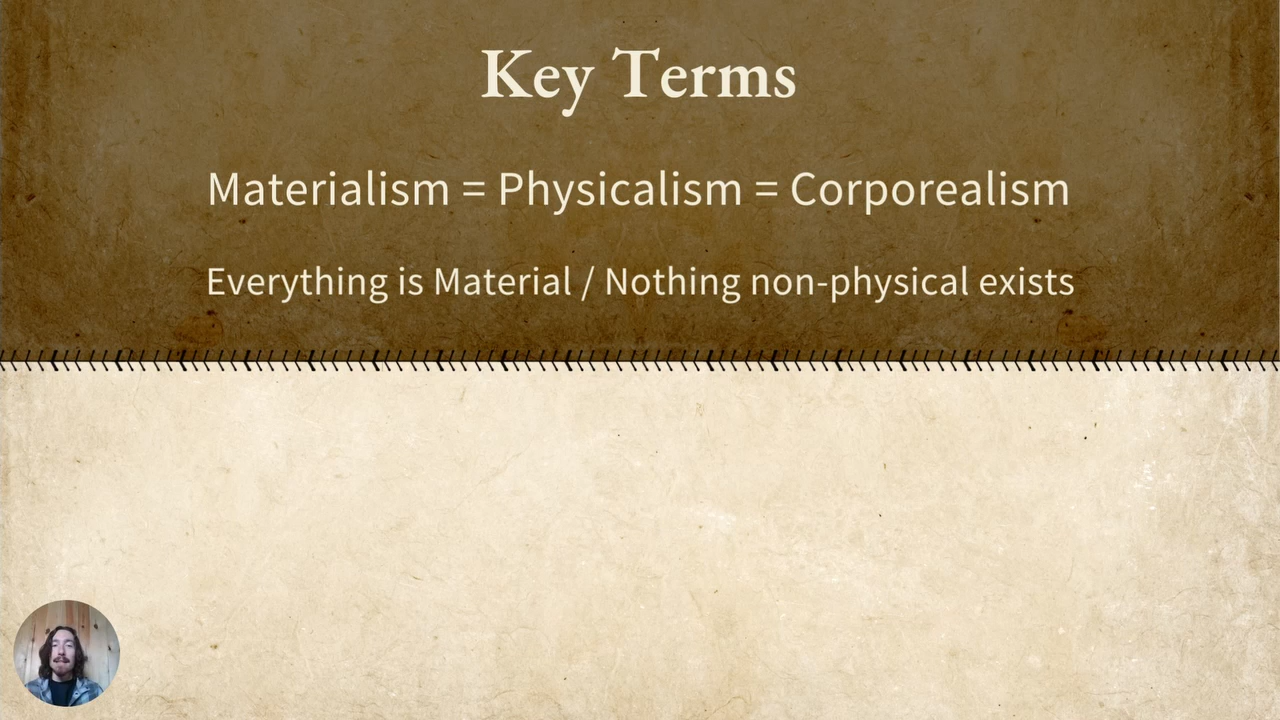 Key Terms
Materialism = Physicalism = Corporealism
Everything is Material / Nothing non-physical exists